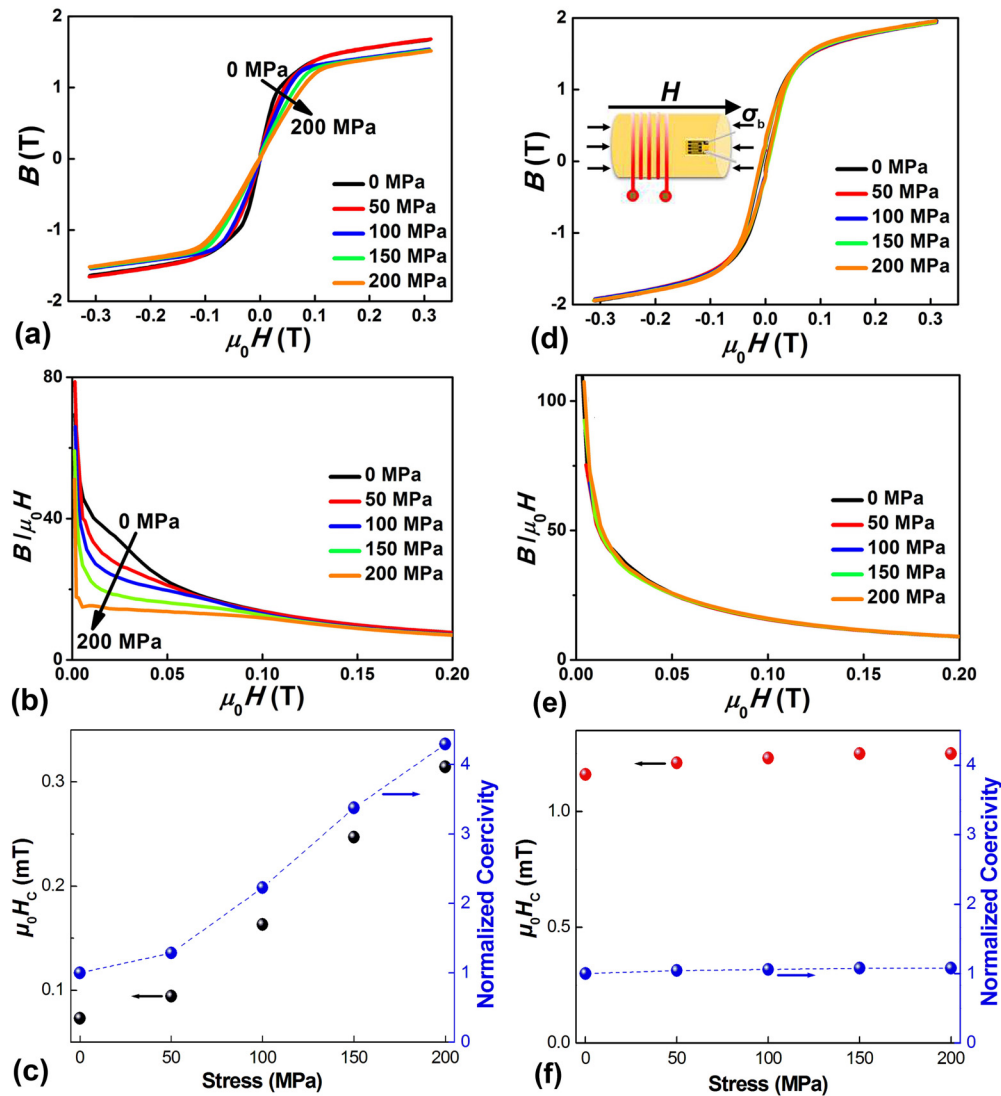 2
1
0
-1
-2
B (T)
0 MPa
200 MPa
0 MPa
50 MPa
100 MPa
150 MPa
200 MPa
-0.3 -0.2 -0.1 0.0 0.1 0.2 0.3
(a) μ₀H (T)
2
1
0
-1
-2
B (T)
H
σb
0 MPa
50 MPa
100 MPa
150 MPa
200 MPa
-0.3 -0.2 -0.1 0.0 0.1 0.2 0.3
(d) μ₀H (T)
80
40
0
B/μ₀H
0 MPa
200 MPa
0 MPa
50 MPa
100 MPa
150 MPa
200 MPa
0.00 0.05 0.10 0.15 0.20
(b) μ₀H (T)
100
50
0
B/μ₀H
0 MPa
50 MPa
100 MPa
150 MPa
200 MPa
0.00 0.05 0.10 0.15 0.20
(e) μ₀H (T)
0.3
0.2
0.1
μ₀HC (mT)
4
3
2
1
0
Normalized Coercivity
0 50 100 150 200
(c) Stress (MPa)
1.0
0.5
0.0
μ₀HC (mT)
4
3
2
1
0
Normalized Coercivity
0 50 100 150 200
(f) Stress (MPa)